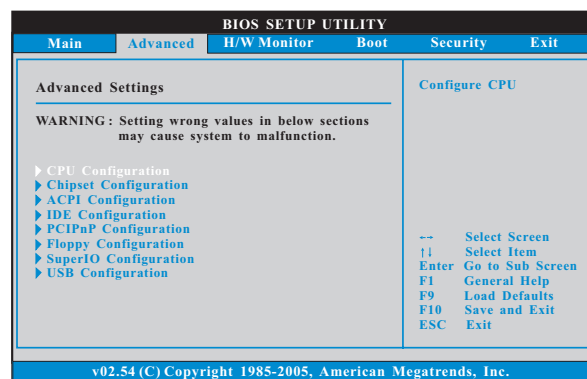 BIOS SETUP UTILITY
Main Advanced H/W Monitor Boot Security Exit
Advanced Settings
WARNING : Setting wrong values in below sections
may cause system to malfunction.
CPU Configuration
Chipset Configuration
ACPI Configuration
IDE Configuration
PCIPnP Configuration
Floppy Configuration
SuperIO Configuration
USB Configuration
Configure CPU
←→ Select Screen
↑↓ Select Item
Enter Go to Sub Screen
F1 General Help
F9 Load Defaults
F10 Save and Exit
ESC Exit
v02.54 (C) Copyright 1985-2005, American Megatrends, Inc.